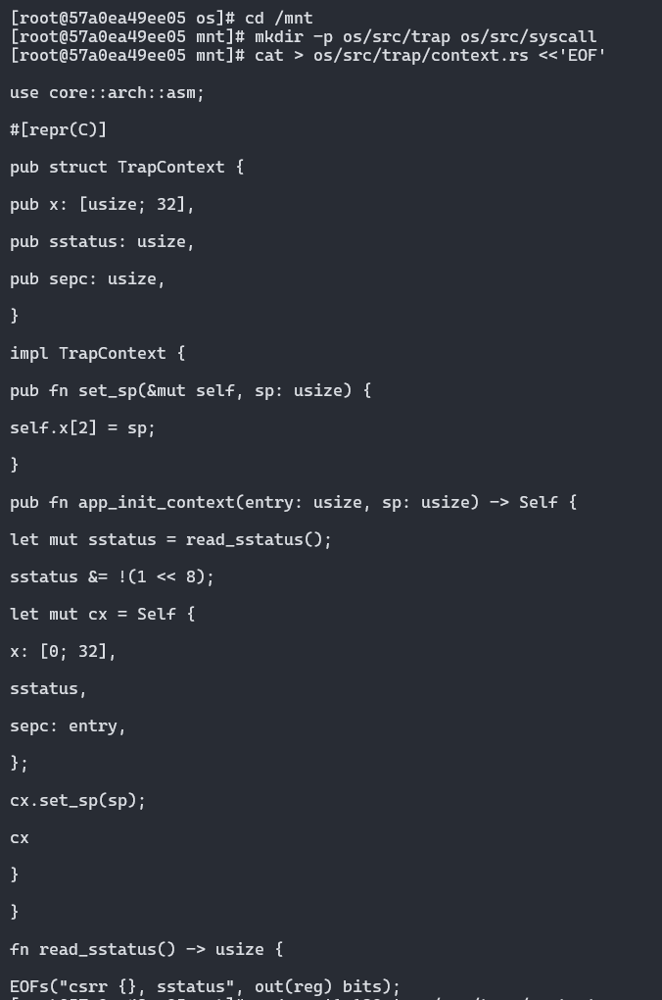 [root@57a0ea49ee05 os]# cd /mnt
[root@57a0ea49ee05 mnt]# mkdir -p os/src/trap os/src/syscall
[root@57a0ea49ee05 mnt]# cat > os/src/trap/context.rs <<'EOF'
use core::arch::asm;
#[repr(C)]
pub struct TrapContext {
pub x: [usize; 32],
pub sstatus: usize,
pub sepc: usize,
}
impl TrapContext {
pub fn set_sp(&mut self, sp: usize) {
self.x[2] = sp;
}
pub fn app_init_context(entry: usize, sp: usize) -> Self {
let mut sstatus = read_sstatus();
sstatus &= !(1 << 8);
let mut cx = Self {
x: [0; 32],
sstatus,
sepc: entry,
};
cx.set_sp(sp);
cx
}
}
fn read_sstatus() -> usize {
EOFs("csrr {}, sstatus", out(reg) bits);